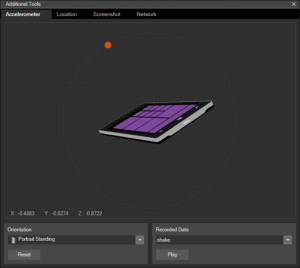 Additional Tools
Accelerometer Location Screenshot Network
X -0.4883 Y -0.0274 Z -0.8722
Orientation
Portrait Standing
Reset
Recorded Data
shake
Play